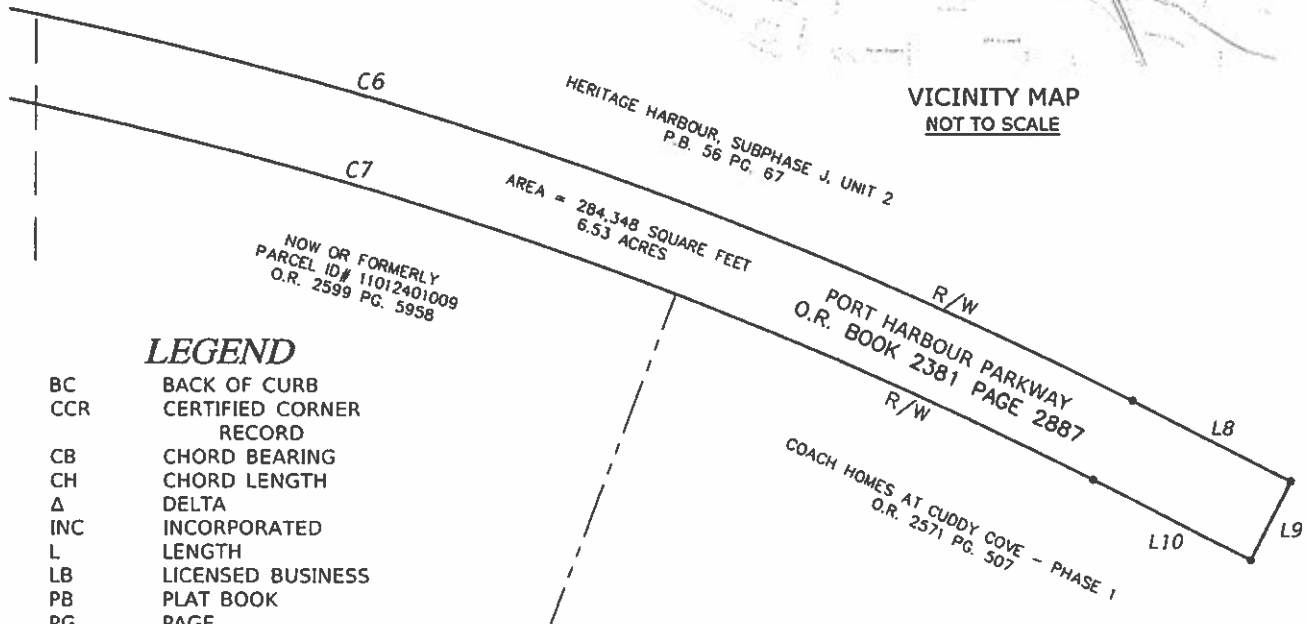 VICINITY MAP
NOT TO SCALE
C6
HERITAGE HARBOUR, SUBPHASE J, UNIT 2
P.B. 56 PG. 67
C7
AREA = 284,348 SQUARE FEET
6.53 ACRES
NOW OR FORMERLY
PARCEL ID# 11012401009
O.R. 2599 PG. 5958
R/W
PORT HARBOUR PARKWAY
O.R. BOOK 2381 PAGE 2887
R/W
L8
L9
L10
COACH HOMES AT CUDDY COVE - PHASE 1
O.R. 2571 PG. 507
LEGEND
BC BACK OF CURB
CCR CERTIFIED CORNER
RECORD
CB CHORD BEARING
CH CHORD LENGTH
Δ DELTA
INC INCORPORATED
L LENGTH
LB LICENSED BUSINESS
PB PLAT BOOK
PG PAGE